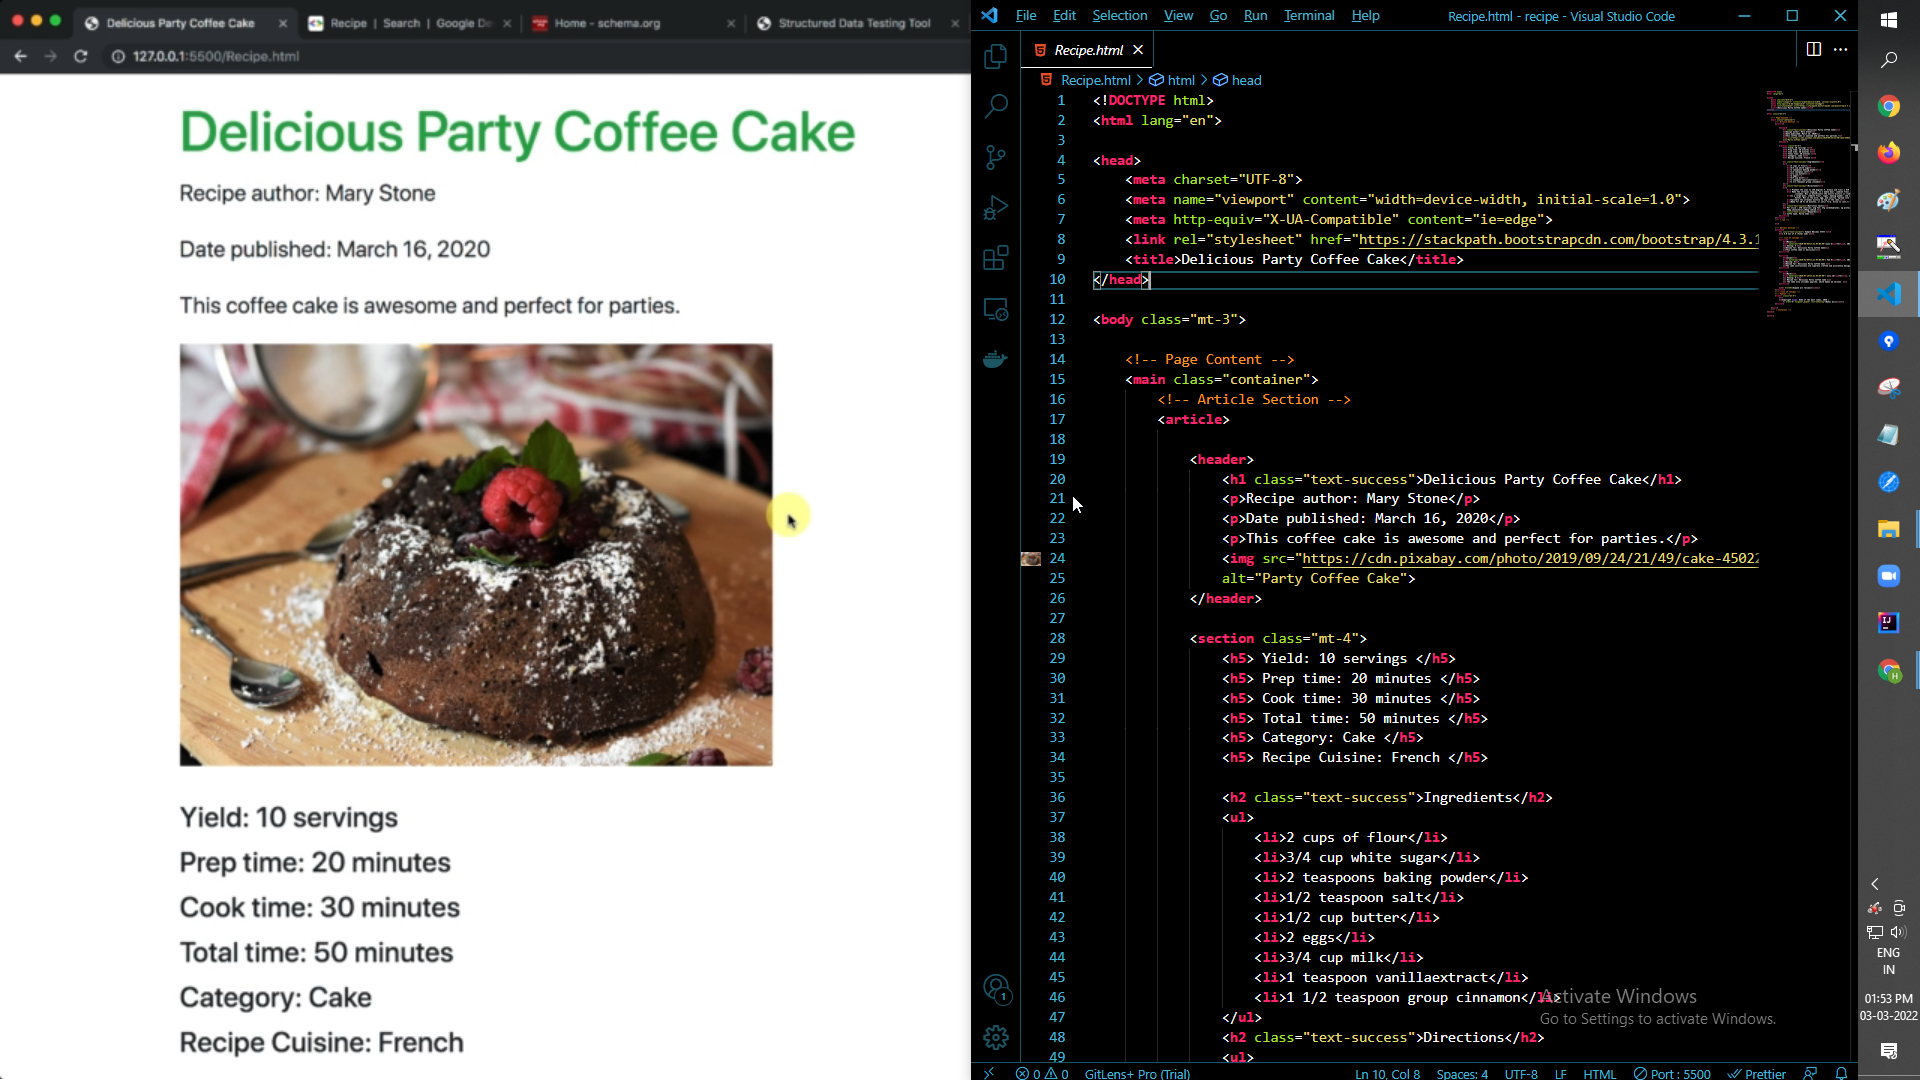 Delicious Party Coffee Cake
Recipe | Search | Google De
Home - schema.org
Structured Data Testing Tool
127.0.0.1:5500/Recipe.html
Delicious Party Coffee Cake
Recipe author: Mary Stone
Date published: March 16, 2020
This coffee cake is awesome and perfect for parties.
Yield: 10 servings
Prep time: 20 minutes
Cook time: 30 minutes
Total time: 50 minutes
Category: Cake
Recipe Cuisine: French
File Edit Selection View Go Run Terminal Help
Recipe.html - recipe - Visual Studio Code
Recipe.html
Recipe.html > html > head
1 <!DOCTYPE html>
2 <html lang="en">
3
4 <head>
5 <meta charset="UTF-8">
6 <meta name="viewport" content="width=device-width, initial-scale=1.0">
7 <meta http-equiv="X-UA-Compatible" content="ie=edge">
8 <link rel="stylesheet" href="https://stackpath.bootstrapcdn.com/bootstrap/4.3.1
9 <title>Delicious Party Coffee Cake</title>
10 </head>
11
12 <body class="mt-3">
13
14 <!-- Page Content -->
15 <main class="container">
16 <!-- Article Section -->
17 <article>
18
19 <header>
20 <h1 class="text-success">Delicious Party Coffee Cake</h1>
21 <p>Recipe author: Mary Stone</p>
22 <p>Date published: March 16, 2020</p>
23 <p>This coffee cake is awesome and perfect for parties.</p>
24 <img src="https://cdn.pixabay.com/photo/2019/09/24/21/49/cake-45022
25 alt="Party Coffee Cake">
26 </header>
27
28 <section class="mt-4">
29 <h5> Yield: 10 servings </h5>
30 <h5> Prep time: 20 minutes </h5>
31 <h5> Cook time: 30 minutes </h5>
32 <h5> Total time: 50 minutes </h5>
33 <h5> Category: Cake </h5>
34 <h5> Recipe Cuisine: French </h5>
35
36 <h2 class="text-success">Ingredients</h2>
37 <ul>
38 <li>2 cups of flour</li>
39 <li>3/4 cup white sugar</li>
40 <li>2 teaspoons baking powder</li>
41 <li>1/2 teaspoon salt</li>
42 <li>1/2 cup butter</li>
43 <li>2 eggs</li>
44 <li>3/4 cup milk</li>
45 <li>1 teaspoon vanillaextract</li>
46 <li>1 1/2 teaspoon group cinnamon</li>
47 </ul>
48 <h2 class="text-success">Directions</h2>
49 <ul>
Activate Windows
Go to Settings to activate Windows.
1
0 0 GitLens+ Pro (Trial)
Ln 10, Col 8 Spaces: 4 UTF-8 LF HTML Port : 5500 Prettier
IJ
H
ENG
IN
01:53 PM
03-03-2022